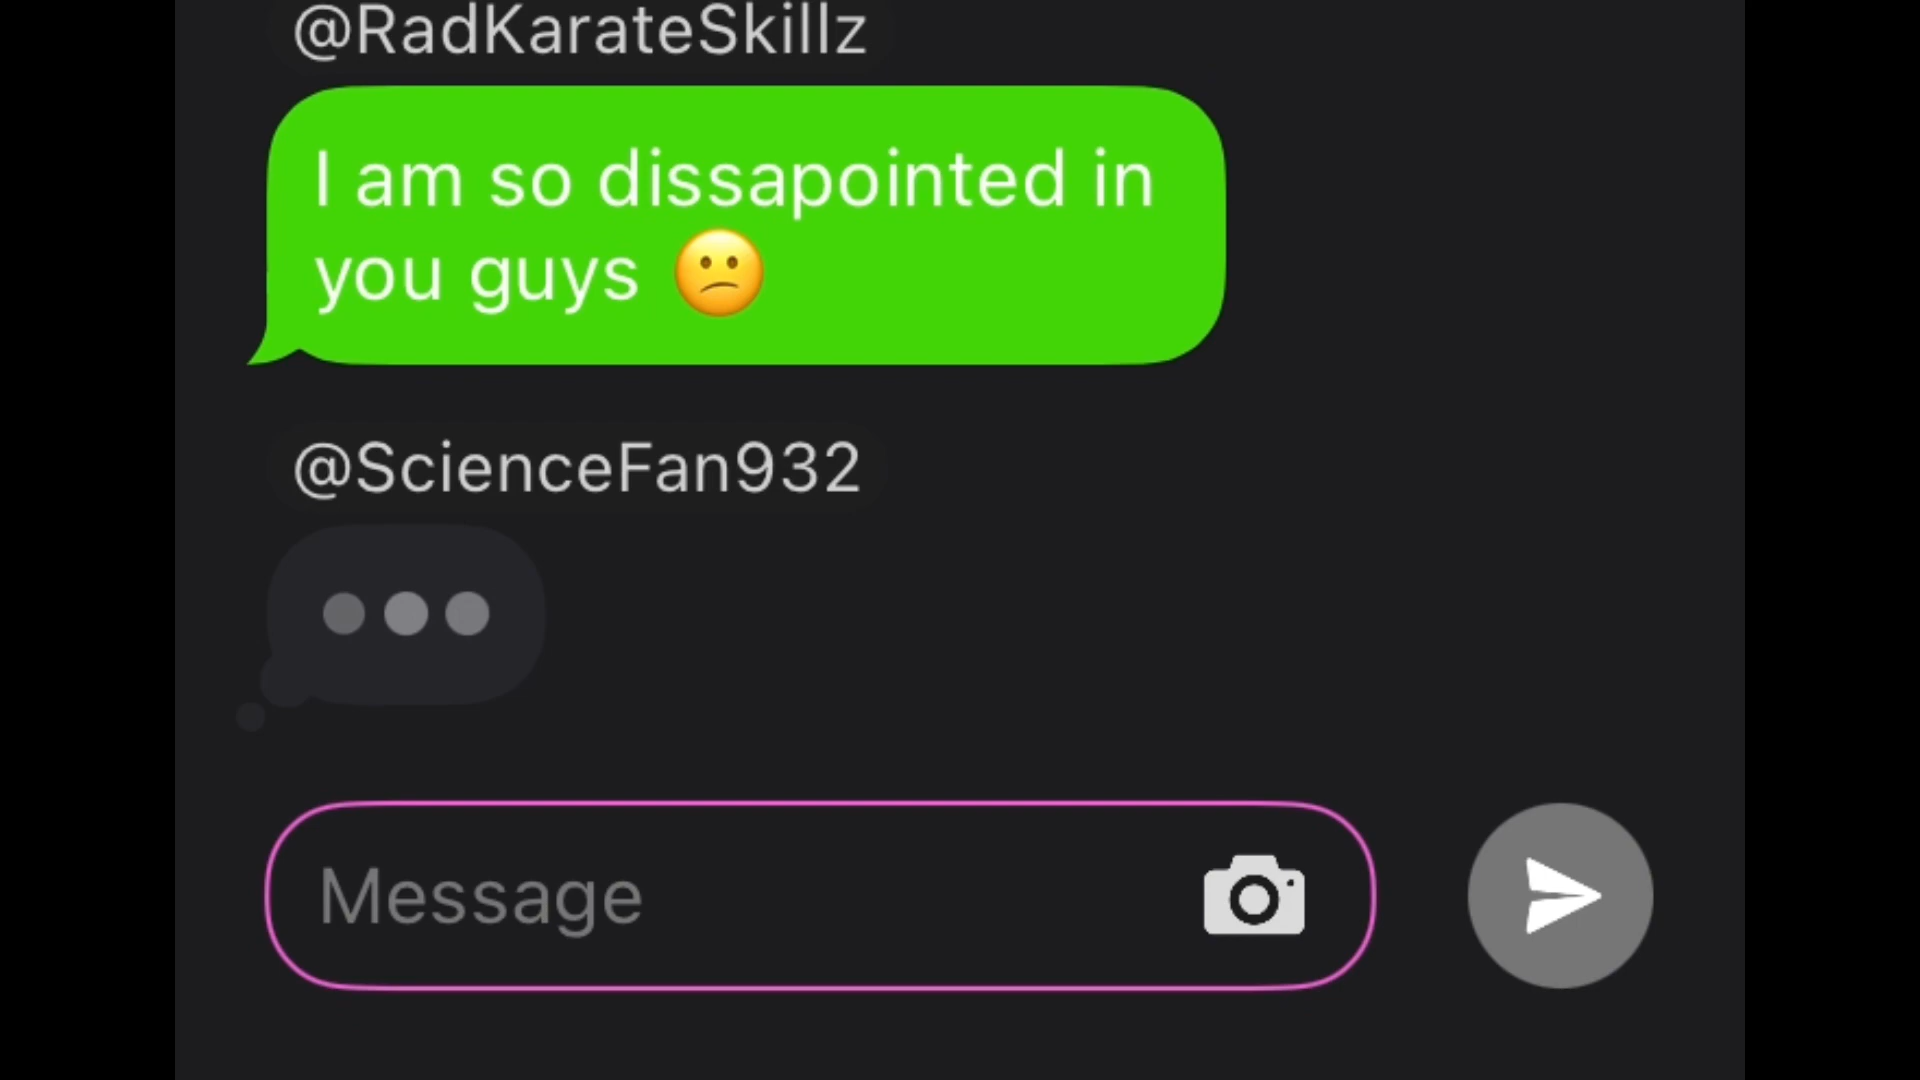 @RadKarateSkillz
I am so dissapointed in
you guys 😕
@ScienceFan932
Message